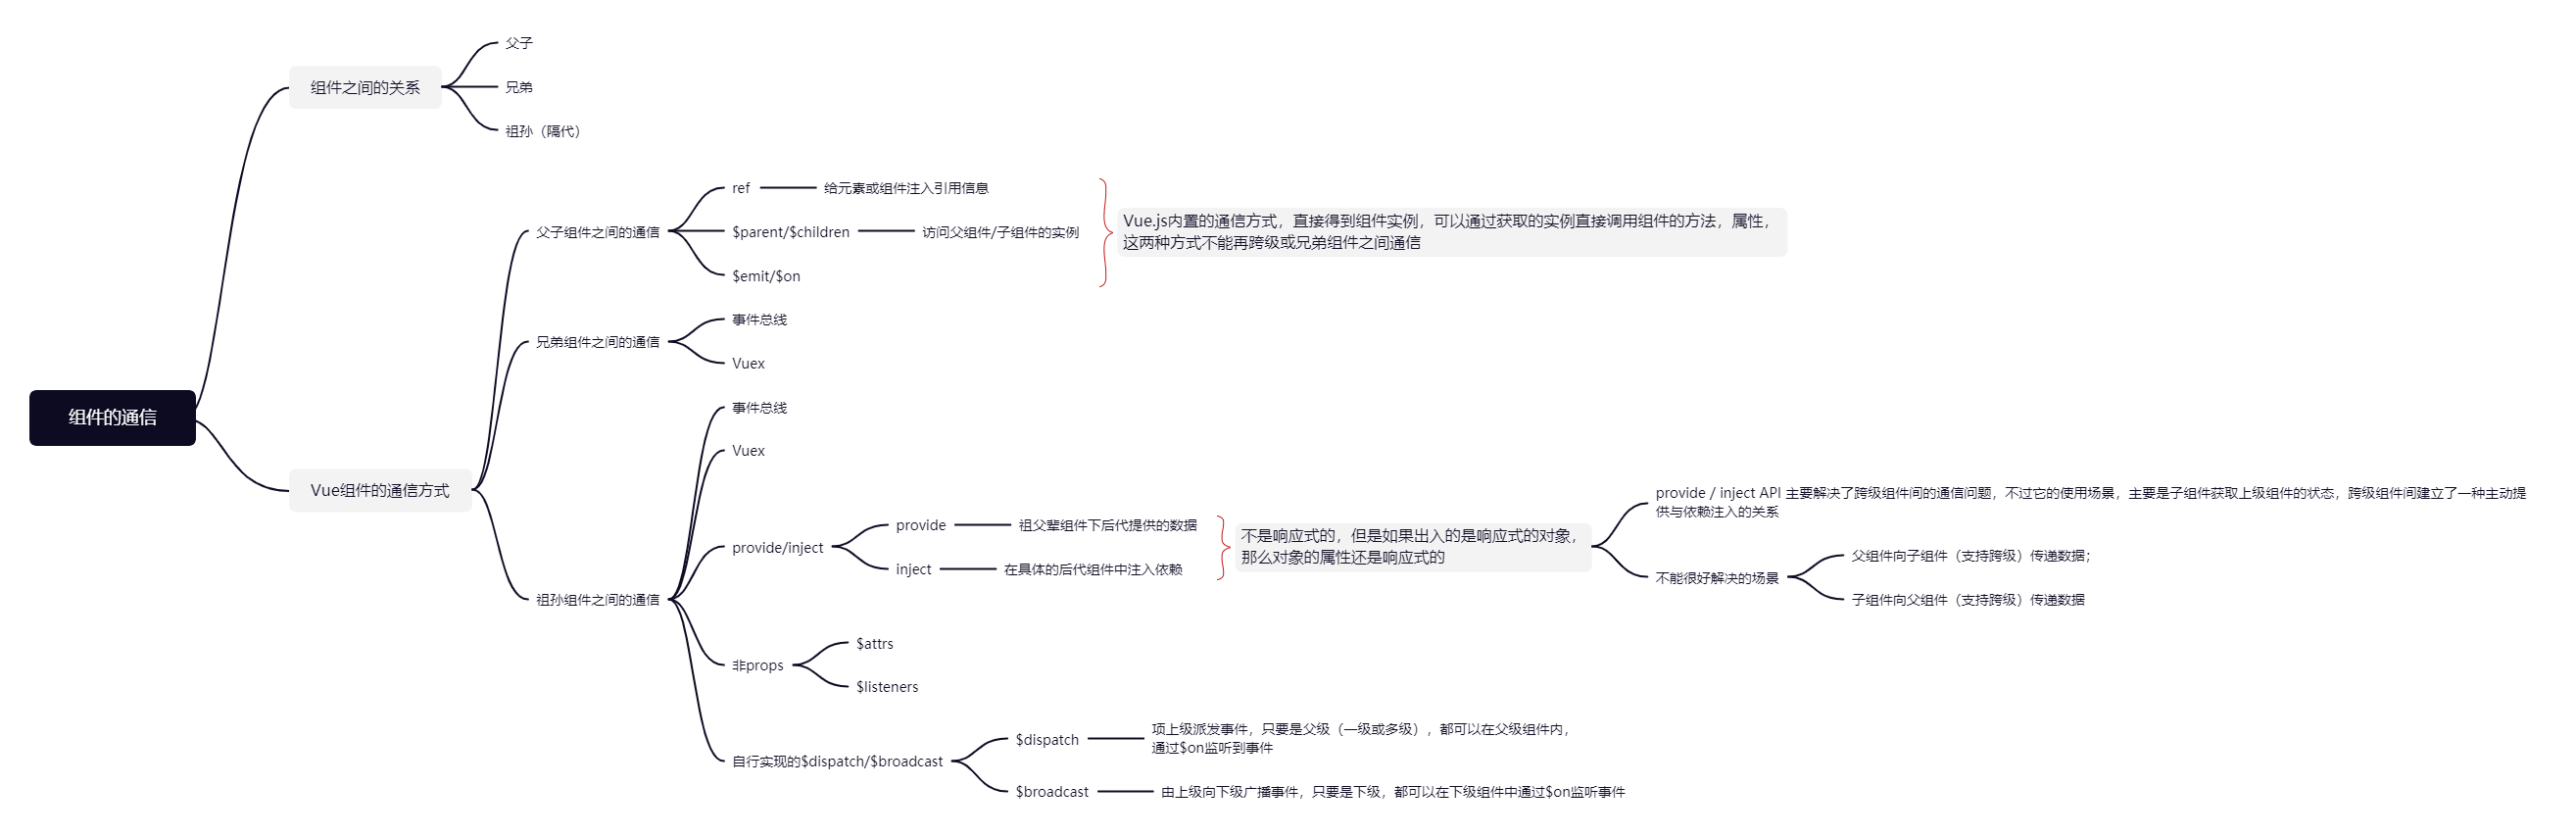 组件的通信
组件之间的关系
父子
兄弟
祖孙（隔代）
Vue组件的通信方式
父子组件之间的通信
ref
给元素或组件注入引用信息
$parent/$children
访问父组件/子组件的实例
$emit/$on
Vue.js内置的通信方式，直接得到组件实例，可以通过获取的实例直接调用组件的方法，属性，
这两种方式不能再跨级或兄弟组件之间通信
兄弟组件之间的通信
事件总线
Vuex
祖孙组件之间的通信
事件总线
Vuex
provide/inject
provide
祖父辈组件下后代提供的数据
inject
在具体的后代组件中注入依赖
不是响应式的，但是如果出入的是响应式的对象，
那么对象的属性还是响应式的
provide / inject API 主要解决了跨级组件间的通信问题，不过它的使用场景，主要是子组件获取上级组件的状态，跨级组件间建立了一种主动提
供与依赖注入的关系
不能很好解决的场景
父组件向子组件（支持跨级）传递数据；
子组件向父组件（支持跨级）传递数据
非props
$attrs
$listeners
自行实现的$dispatch/$broadcast
$dispatch
项上级派发事件，只要是父级（一级或多级），都可以在父级组件内，
通过$on监听到事件
$broadcast
由上级向下级广播事件，只要是下级，都可以在下级组件中通过$on监听事件